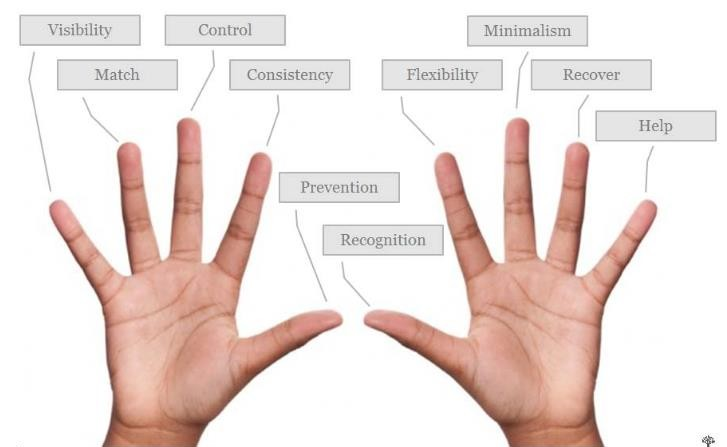 Visibility
Match
Control
Consistency
Prevention
Recognition
Flexibility
Minimalism
Recover
Help